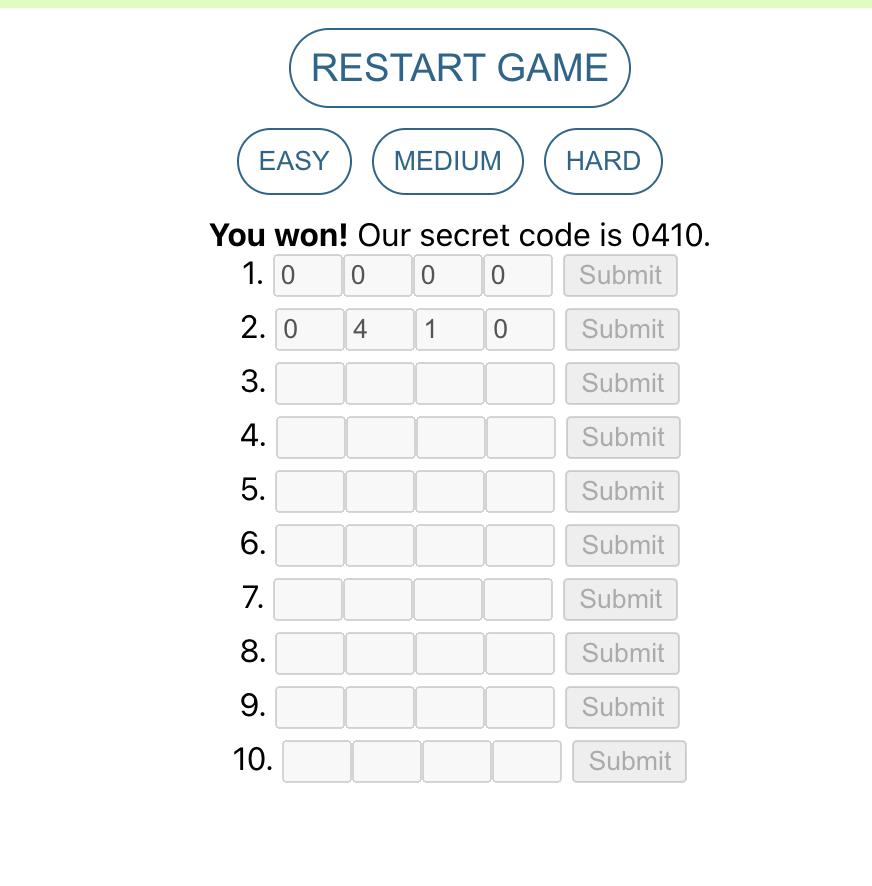 RESTART GAME
EASY MEDIUM HARD
You won! Our secret code is 0410.
1. 0 0 0 0 Submit
2. 0 4 1 0 Submit
3. Submit
4. Submit
5. Submit
6. Submit
7. Submit
8. Submit
9. Submit
10. Submit